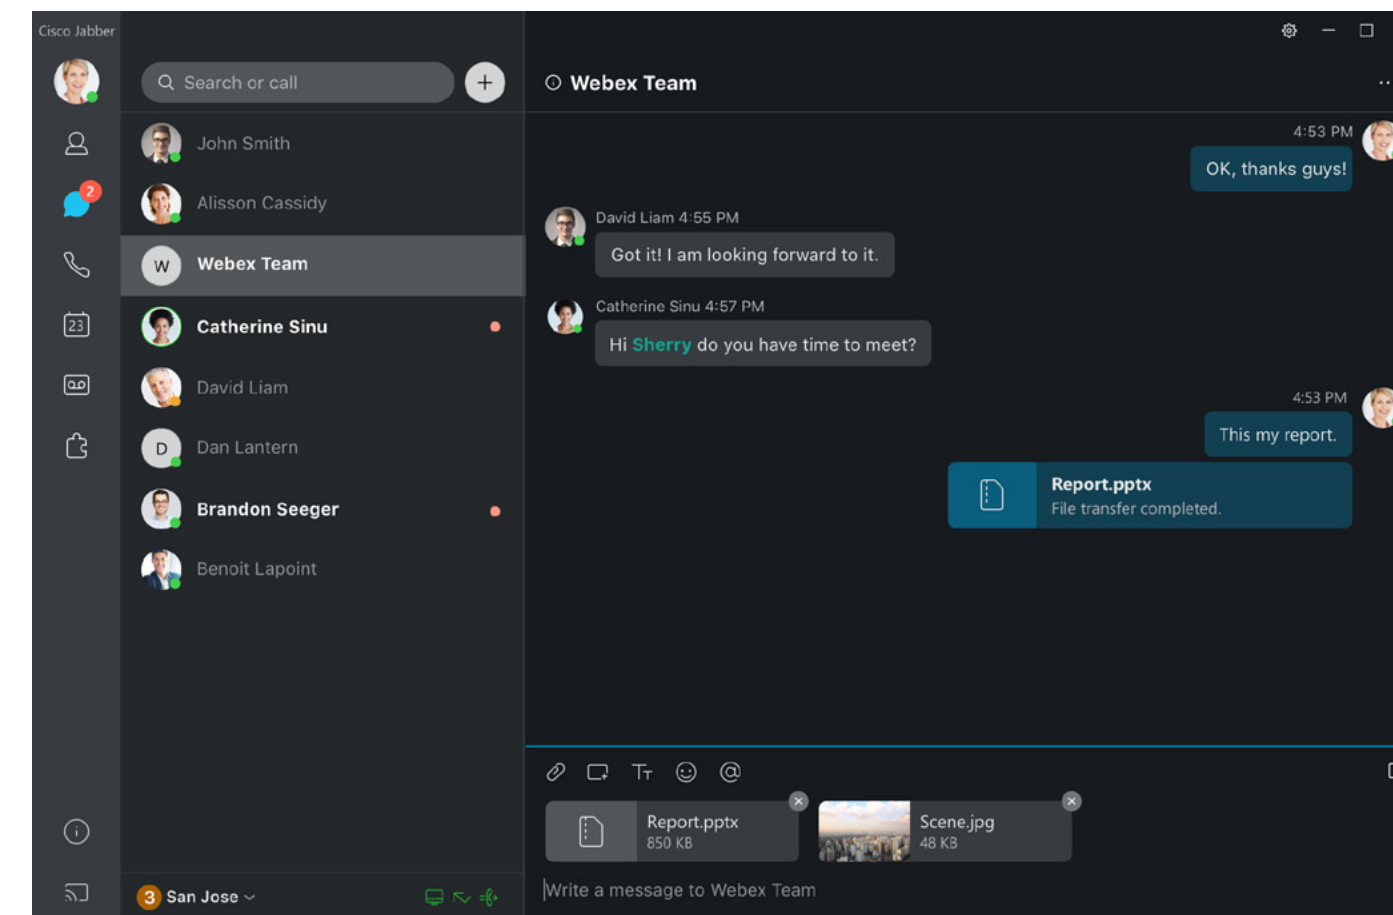 Cisco Jabber
Search or call
Webex Team
John Smith
Alisson Cassidy
W Webex Team
Catherine Sinu
David Liam
D Dan Lantern
Brandon Seeger
Benoit Lapoint
2
23
3 San Jose
4:53 PM
OK, thanks guys!
David Liam 4:55 PM
Got it! I am looking forward to it.
Catherine Sinu 4:57 PM
Hi Sherry do you have time to meet?
4:53 PM
This my report.
Report.pptx
File transfer completed.
Report.pptx
850 KB
Scene.jpg
48 KB
Write a message to Webex Team